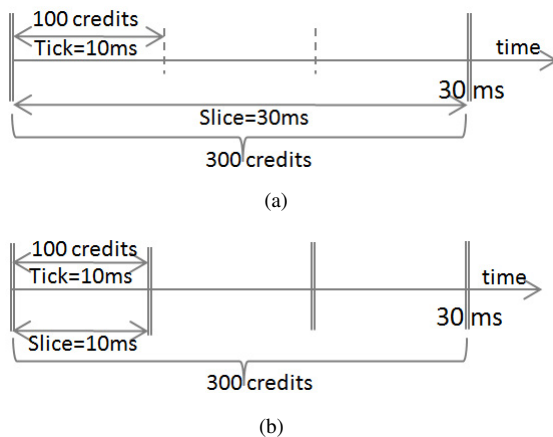 100 credits
Tick=10ms
time
30 ms
Slice=30ms
300 credits
(a)
100 credits
Tick=10ms
time
30 ms
Slice=10ms
300 credits
(b)